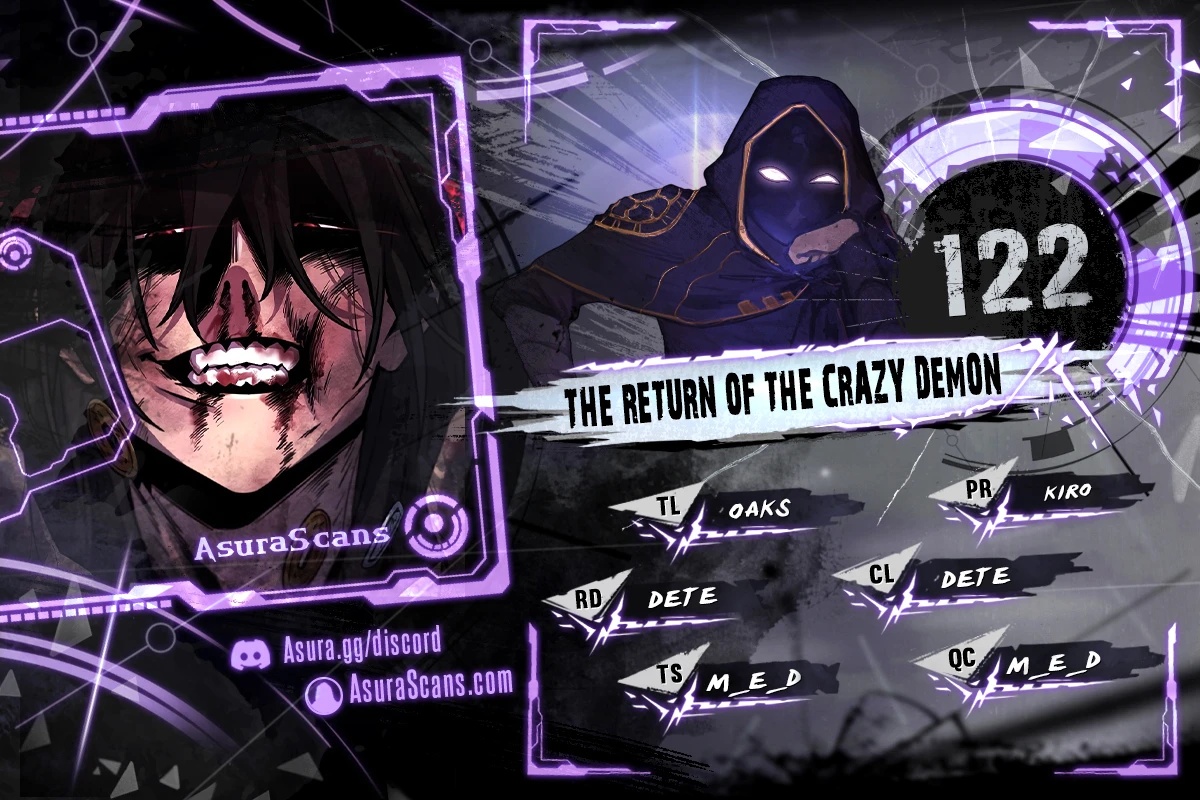 122
THE RETURN OF THE CRAZY DEMON
TL OAKS
PR KIRO
RD DETE
CL DETE
TS M_E_D
QC M_E_D
AsuraScans
Asura.gg/discord
AsuraScans.com